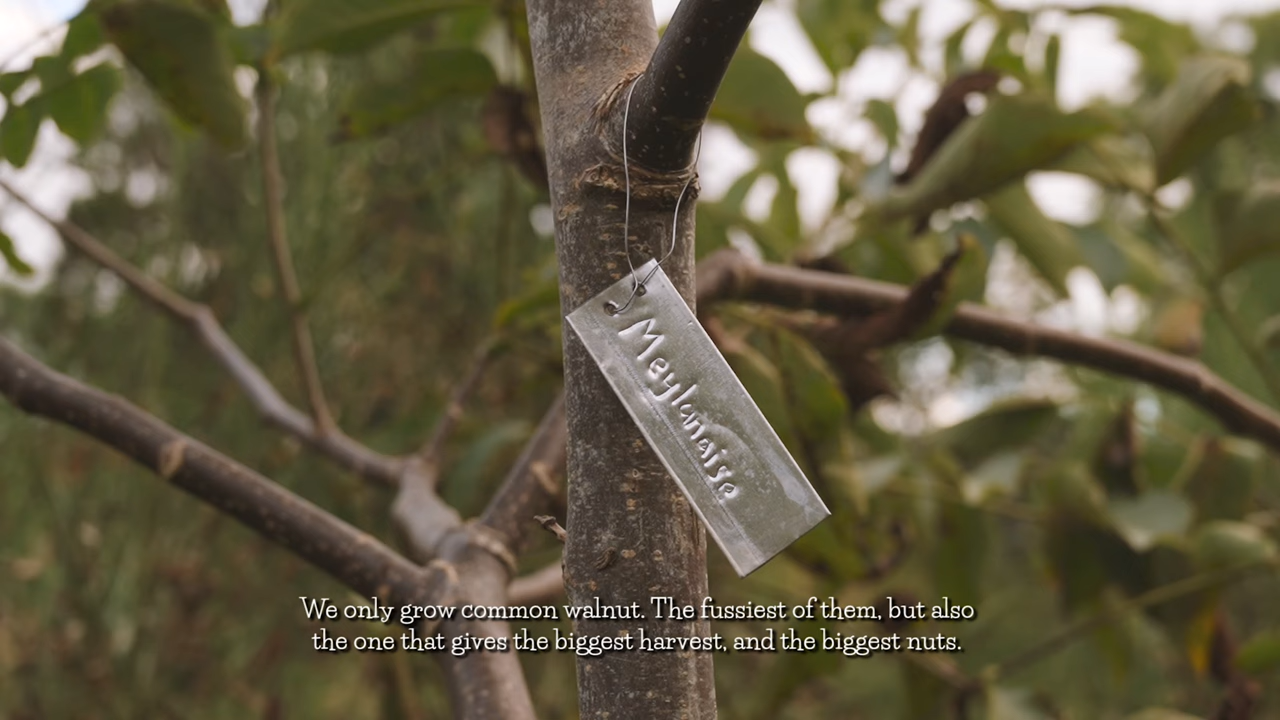 Meylanaise
We only grow common walnut. The fussiest of them, but also
the one that gives the biggest harvest, and the biggest nuts.